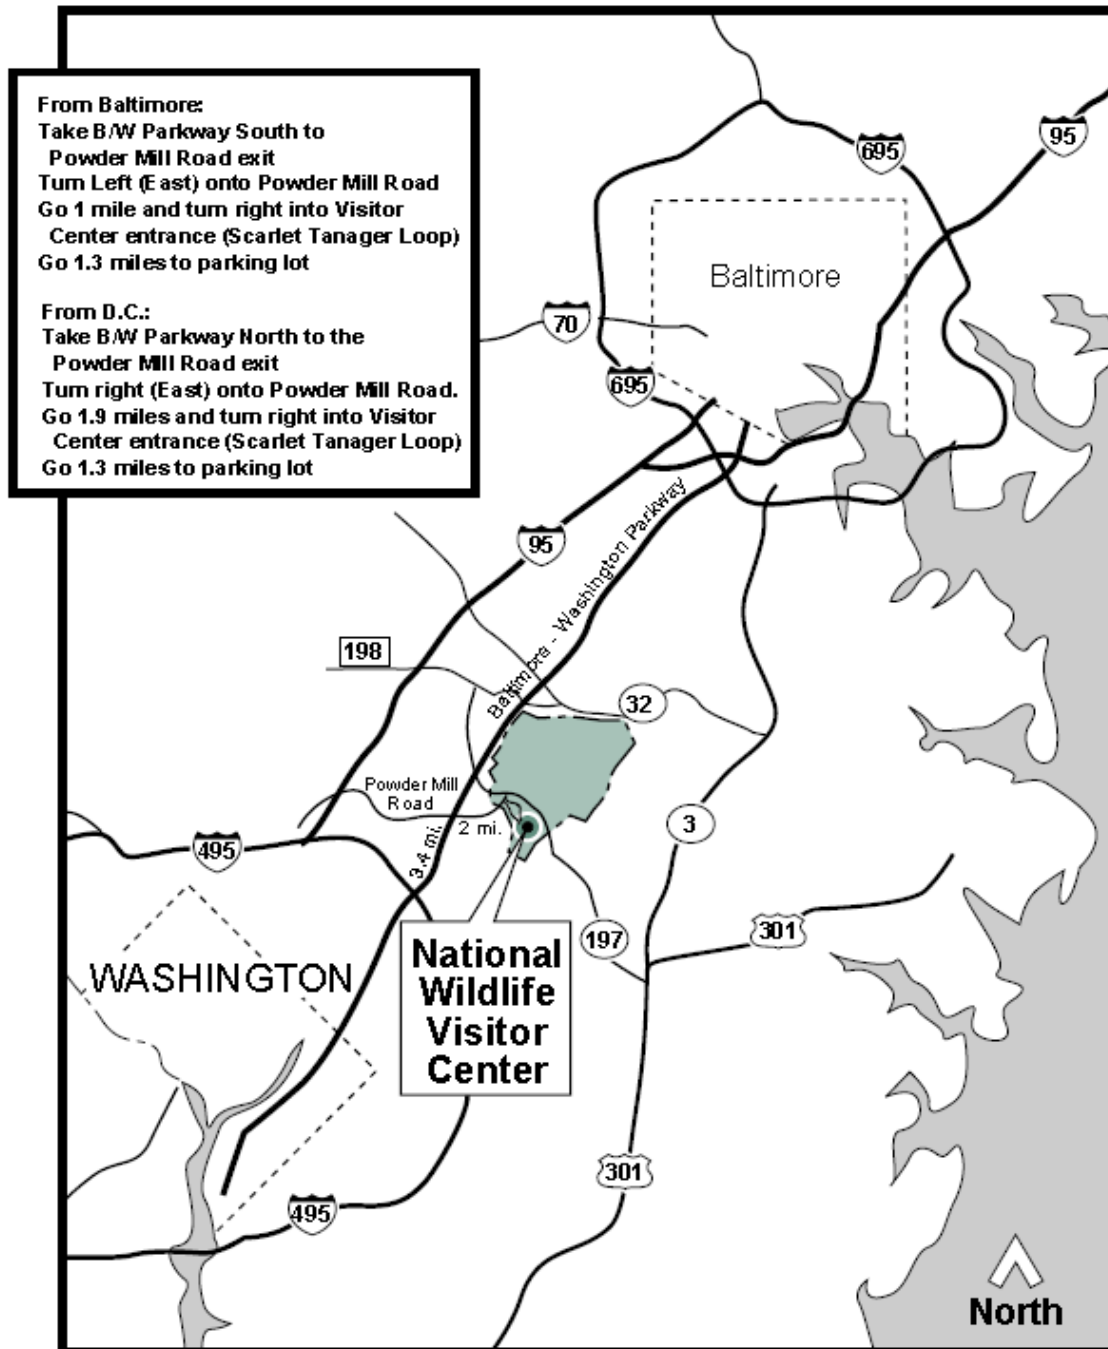 From Baltimore:
Take B/W Parkway South to
Powder Mill Road exit
Turn Left (East) onto Powder Mill Road
Go 1 mile and turn right into Visitor
Center entrance (Scarlet Tanager Loop)
Go 1.3 miles to parking lot
From D.C.:
Take B/W Parkway North to the
Powder Mill Road exit
Turn right (East) onto Powder Mill Road.
Go 1.9 miles and turn right into Visitor
Center entrance (Scarlet Tanager Loop)
Go 1.3 miles to parking lot
695
95
Baltimore
70
695
95
Baltimore - Washington Parkway
198
32
Powder Mill
Road
2 mi.
3.4 mi.
3
495
301
197
WASHINGTON
National
Wildlife
Visitor
Center
301
495
North